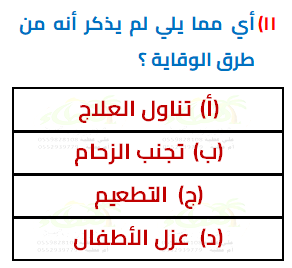 ١١) أي مما يلي لم يذكر أنه من
طرق الوقاية ؟
(أ) تناول العلاج
(ب) تجنب الزحام
(ج) التطعيم
(د) عزل الأطفال